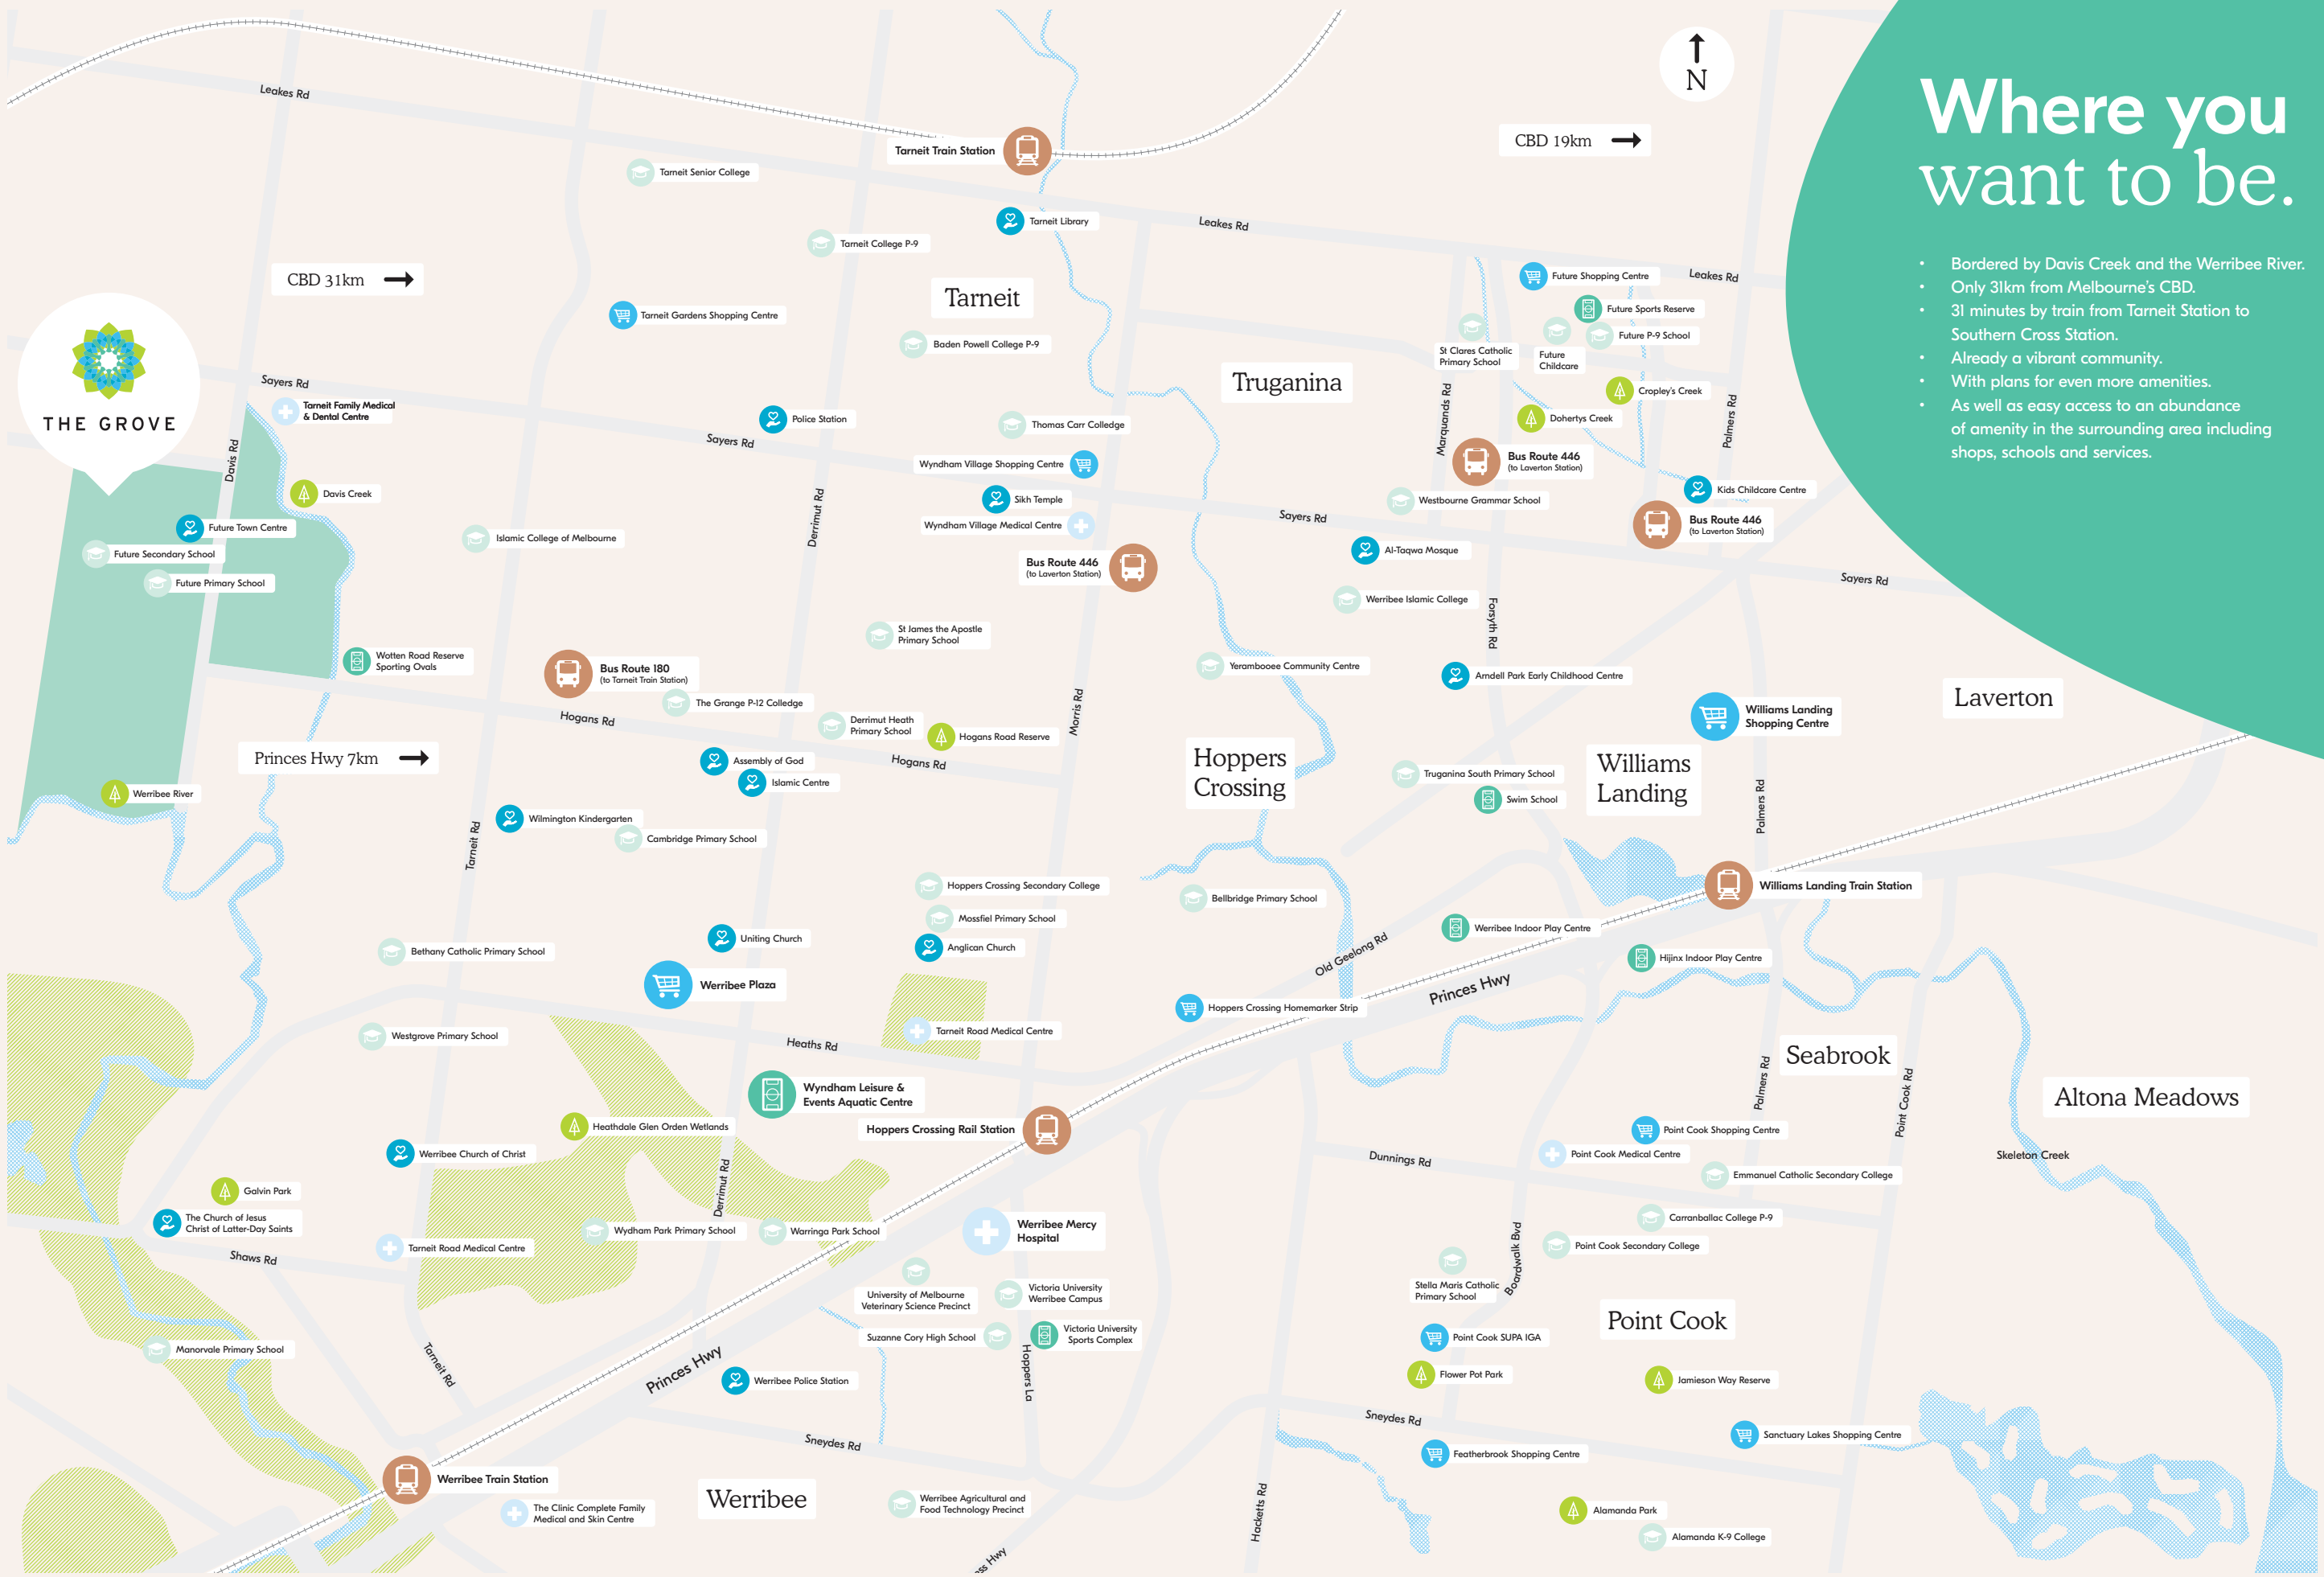 Where you
want to be.
• Bordered by Davis Creek and the Werribee River.
• Only 31km from Melbourne's CBD.
• 31 minutes by train from Tarneit Station to
Southern Cross Station.
• Already a vibrant community.
• With plans for even more amenities.
• As well as easy access to an abundance
of amenity in the surrounding area including
shops, schools and services.
N
CBD 19km
Leakes Rd
Tarneit Train Station
Tarneit Senior College
Tarneit Library
Leakes Rd
Tarneit College P-9
CBD 31km
Future Shopping Centre
Leakes Rd
Tarneit
Future Sports Reserve
Tarneit Gardens Shopping Centre
Future P-9 School
Baden Powell College P-9
St Clares Catholic
Primary School
Future
Childcare
THE GROVE
Sayers Rd
Truganina
Cropley's Creek
Tarneit Family Medical
& Dental Centre
Police Station
Thomas Carr Colledge
Marquands Rd
Dohertys Creek
Palmers Rd
Sayers Rd
Davis Rd
Wyndham Village Shopping Centre
Bus Route 446
(to Laverton Station)
Davis Creek
Sikh Temple
Westbourne Grammar School
Kids Childcare Centre
Derrimut Rd
Sayers Rd
Future Town Centre
Wyndham Village Medical Centre
Bus Route 446
(to Laverton Station)
Islamic College of Melbourne
Future Secondary School
Al-Taqwa Mosque
Bus Route 446
(to Laverton Station)
Future Primary School
Sayers Rd
Werribee Islamic College
Forsyth Rd
St James the Apostle
Primary School
Wotten Road Reserve
Sporting Ovals
Bus Route 180
(to Tarneit Train Station)
Yerambooee Community Centre
Arndell Park Early Childhood Centre
The Grange P-12 Colledge
Morris Rd
Laverton
Hogans Rd
Derrimut Heath
Primary School
Hogans Road Reserve
Williams Landing
Shopping Centre
Princes Hwy 7km
Assembly of God
Hogans Rd
Hoppers
Crossing
Williams
Landing
Islamic Centre
Truganina South Primary School
Werribee River
Swim School
Palmers Rd
Wilmington Kindergarten
Tarneit Rd
Cambridge Primary School
Hoppers Crossing Secondary College
Williams Landing Train Station
Bellbridge Primary School
Mossfiel Primary School
Werribee Indoor Play Centre
Uniting Church
Anglican Church
Bethany Catholic Primary School
Old Geelong Rd
Hijinx Indoor Play Centre
Werribee Plaza
Princes Hwy
Hoppers Crossing Homemarker Strip
Westgrove Primary School
Tarneit Road Medical Centre
Heaths Rd
Seabrook
Palmers Rd
Point Cook Rd
Altona Meadows
Wyndham Leisure &
Events Aquatic Centre
Heathdale Glen Orden Wetlands
Hoppers Crossing Rail Station
Point Cook Shopping Centre
Werribee Church of Christ
Dunnings Rd
Point Cook Medical Centre
Skeleton Creek
Emmanuel Catholic Secondary College
Derrimut Rd
Galvin Park
The Church of Jesus
Christ of Latter-Day Saints
Wydham Park Primary School
Warringa Park School
Werribee Mercy
Hospital
Carranballac College P-9
Tarneit Road Medical Centre
Point Cook Secondary College
Shaws Rd
Boardwalk Bvd
Stella Maris Catholic
Primary School
University of Melbourne
Veterinary Science Precinct
Victoria University
Werribee Campus
Point Cook
Suzanne Cory High School
Victoria University
Sports Complex
Point Cook SUPA IGA
Manorvale Primary School
Tarneit Rd
Princes Hwy
Hoppers La
Werribee Police Station
Flower Pot Park
Jamieson Way Reserve
Sneydes Rd
Sneydes Rd
Sanctuary Lakes Shopping Centre
Featherbrook Shopping Centre
Werribee Train Station
Werribee
Werribee Agricultural and
Food Technology Precinct
The Clinic Complete Family
Medical and Skin Centre
Hacketts Rd
Alamanda Park
Alamanda K-9 College
ss Hwy